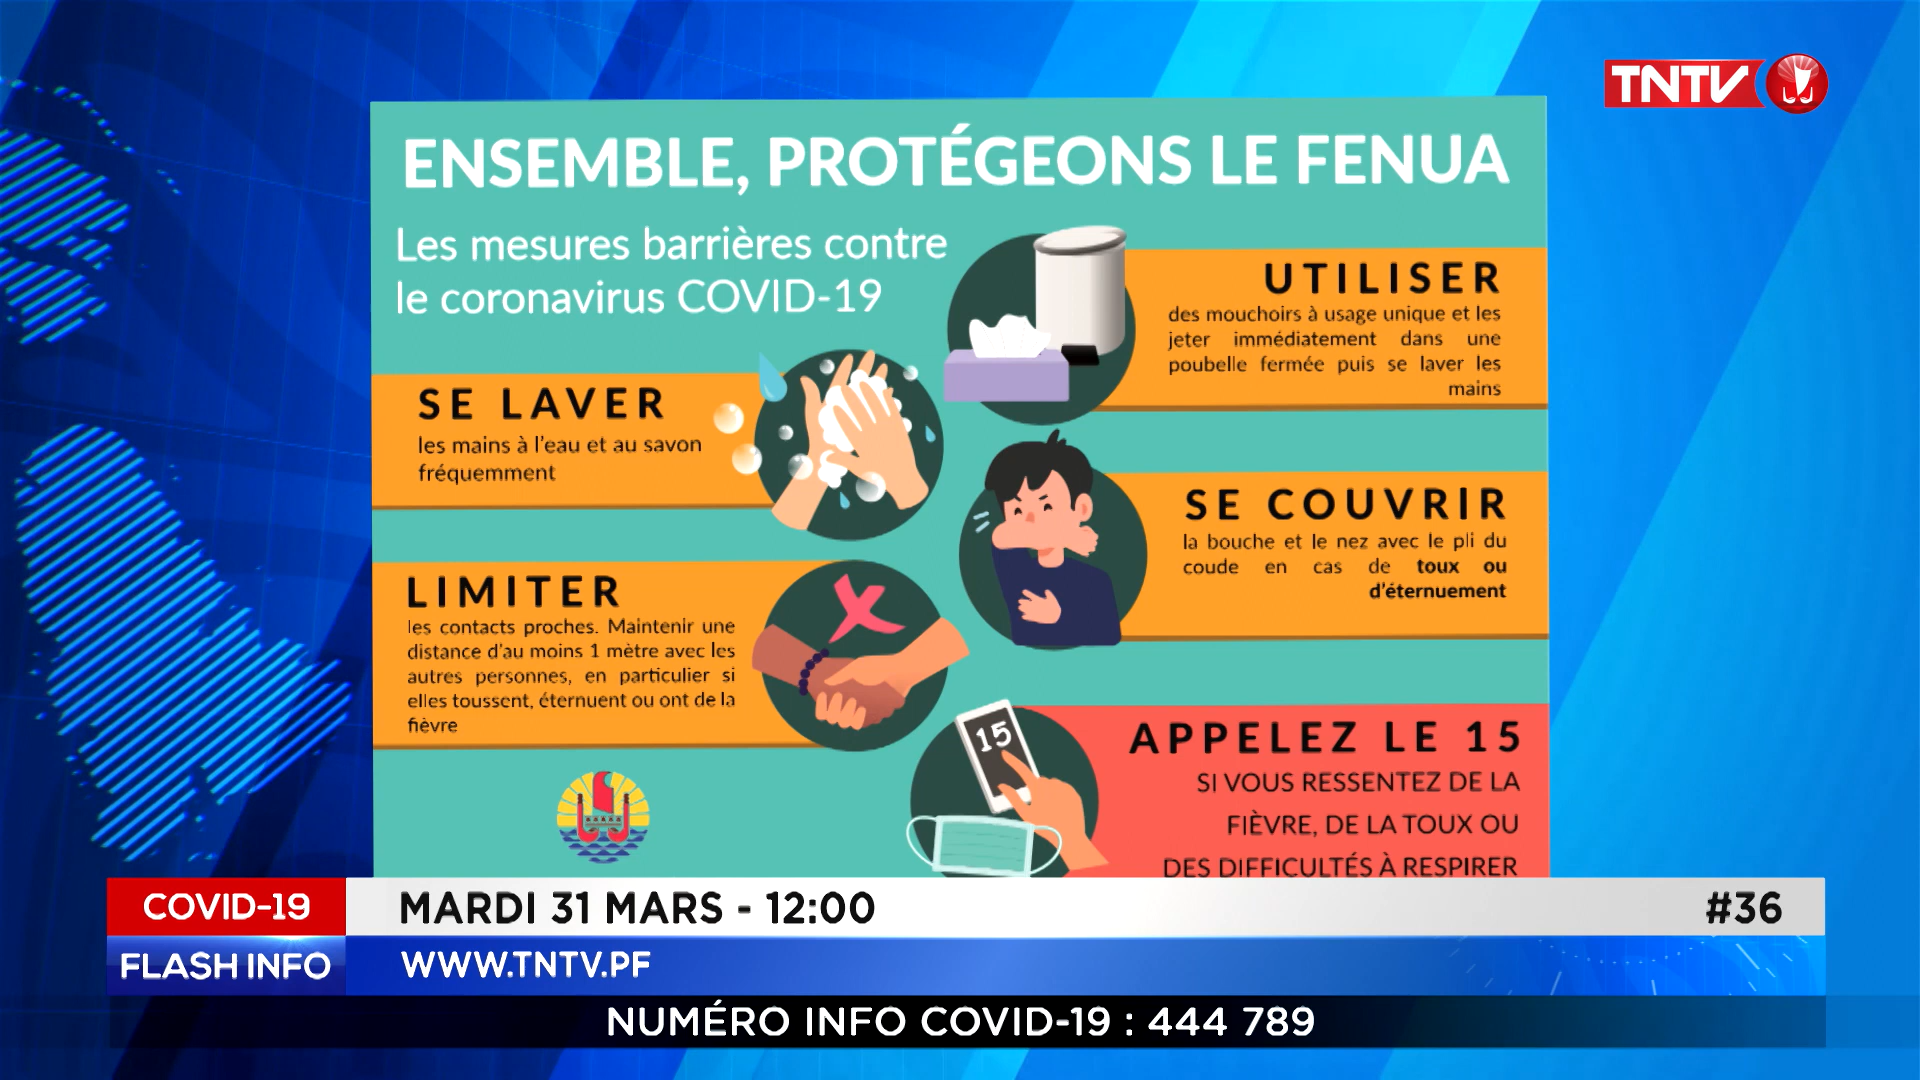 TNTV
ENSEMBLE, PROTÉGEONS LE FENUA
Les mesures barrières contre
le coronavirus COVID-19
UTILISER
des mouchoirs à usage unique et les
jeter immédiatement dans une
poubelle fermée puis se laver les
mains
SE LAVER
les mains à l'eau et au savon
fréquemment
SE COUVRIR
la bouche et le nez avec le pli du
coude en cas de toux ou
d'éternuement
LIMITER
les contacts proches. Maintenir une
distance d'au moins 1 mètre avec les
autres personnes, en particulier si
elles toussent, éternuent ou ont de la
fièvre
15
APPELEZ LE 15
SI VOUS RESSENTEZ DE LA
FIÈVRE, DE LA TOUX OU
DES DIFFICULTÉS À RESPIRER
COVID-19
MARDI 31 MARS - 12:00
#36
FLASH INFO
WWW.TNTV.PF
NUMÉRO INFO COVID-19 : 444 789